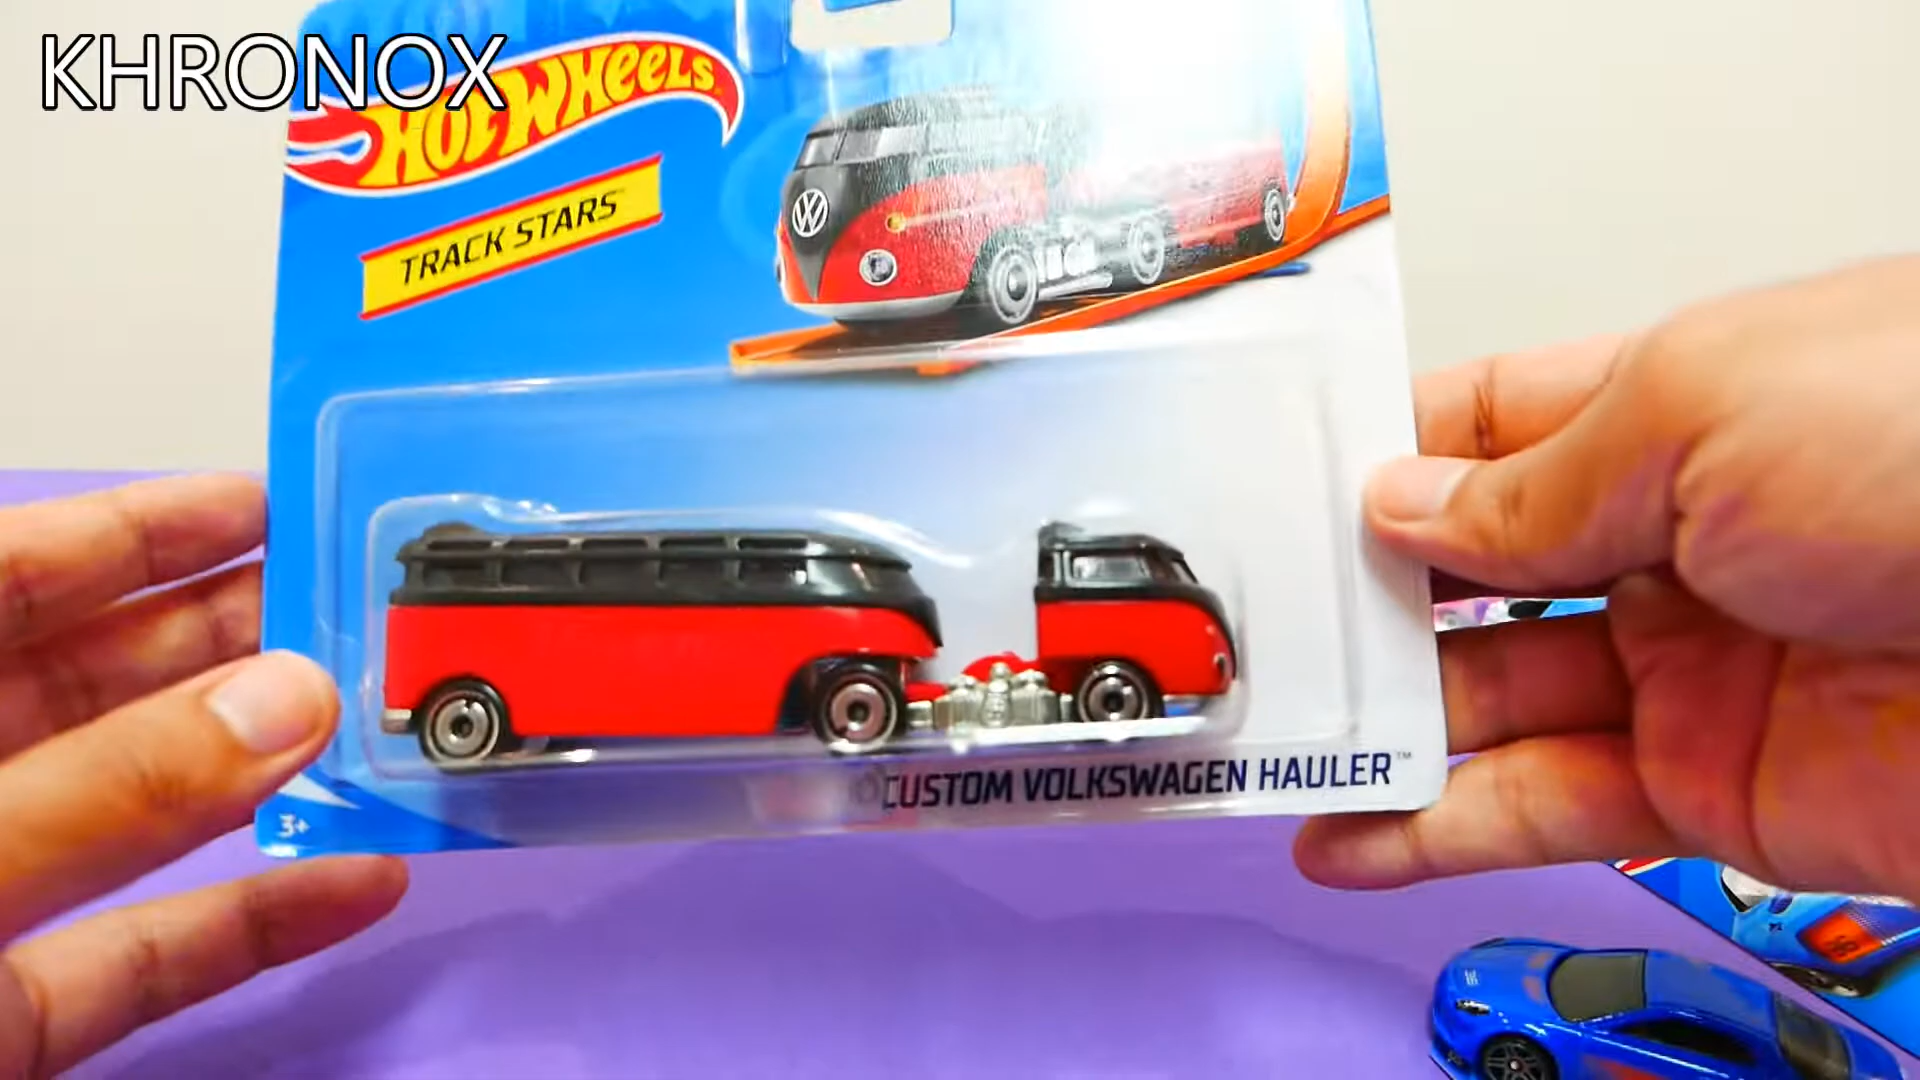 KHRONOX
HOT WHEELS
TRACK STARS
CUSTOM VOLKSWAGEN HAULER™
3+